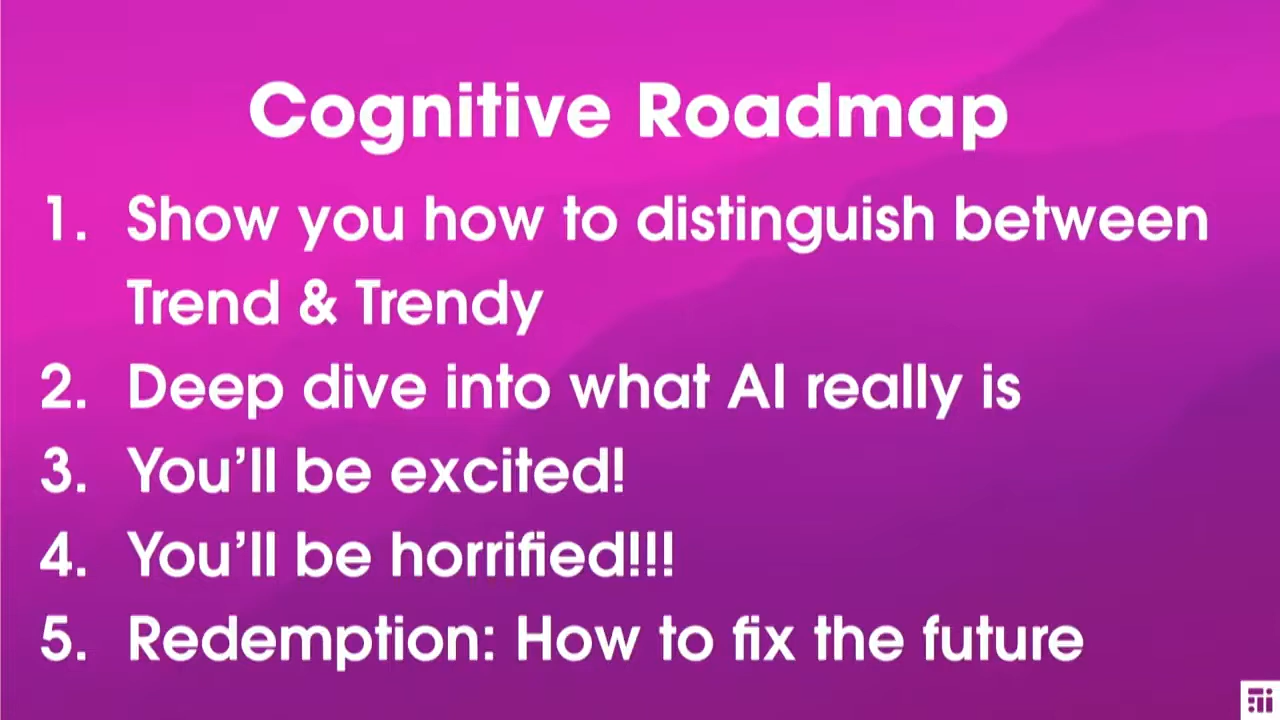 Cognitive Roadmap
1. Show you how to distinguish between
Trend & Trendy
2. Deep dive into what AI really is
3. You’ll be excited!
4. You’ll be horrified!!!
5. Redemption: How to fix the future